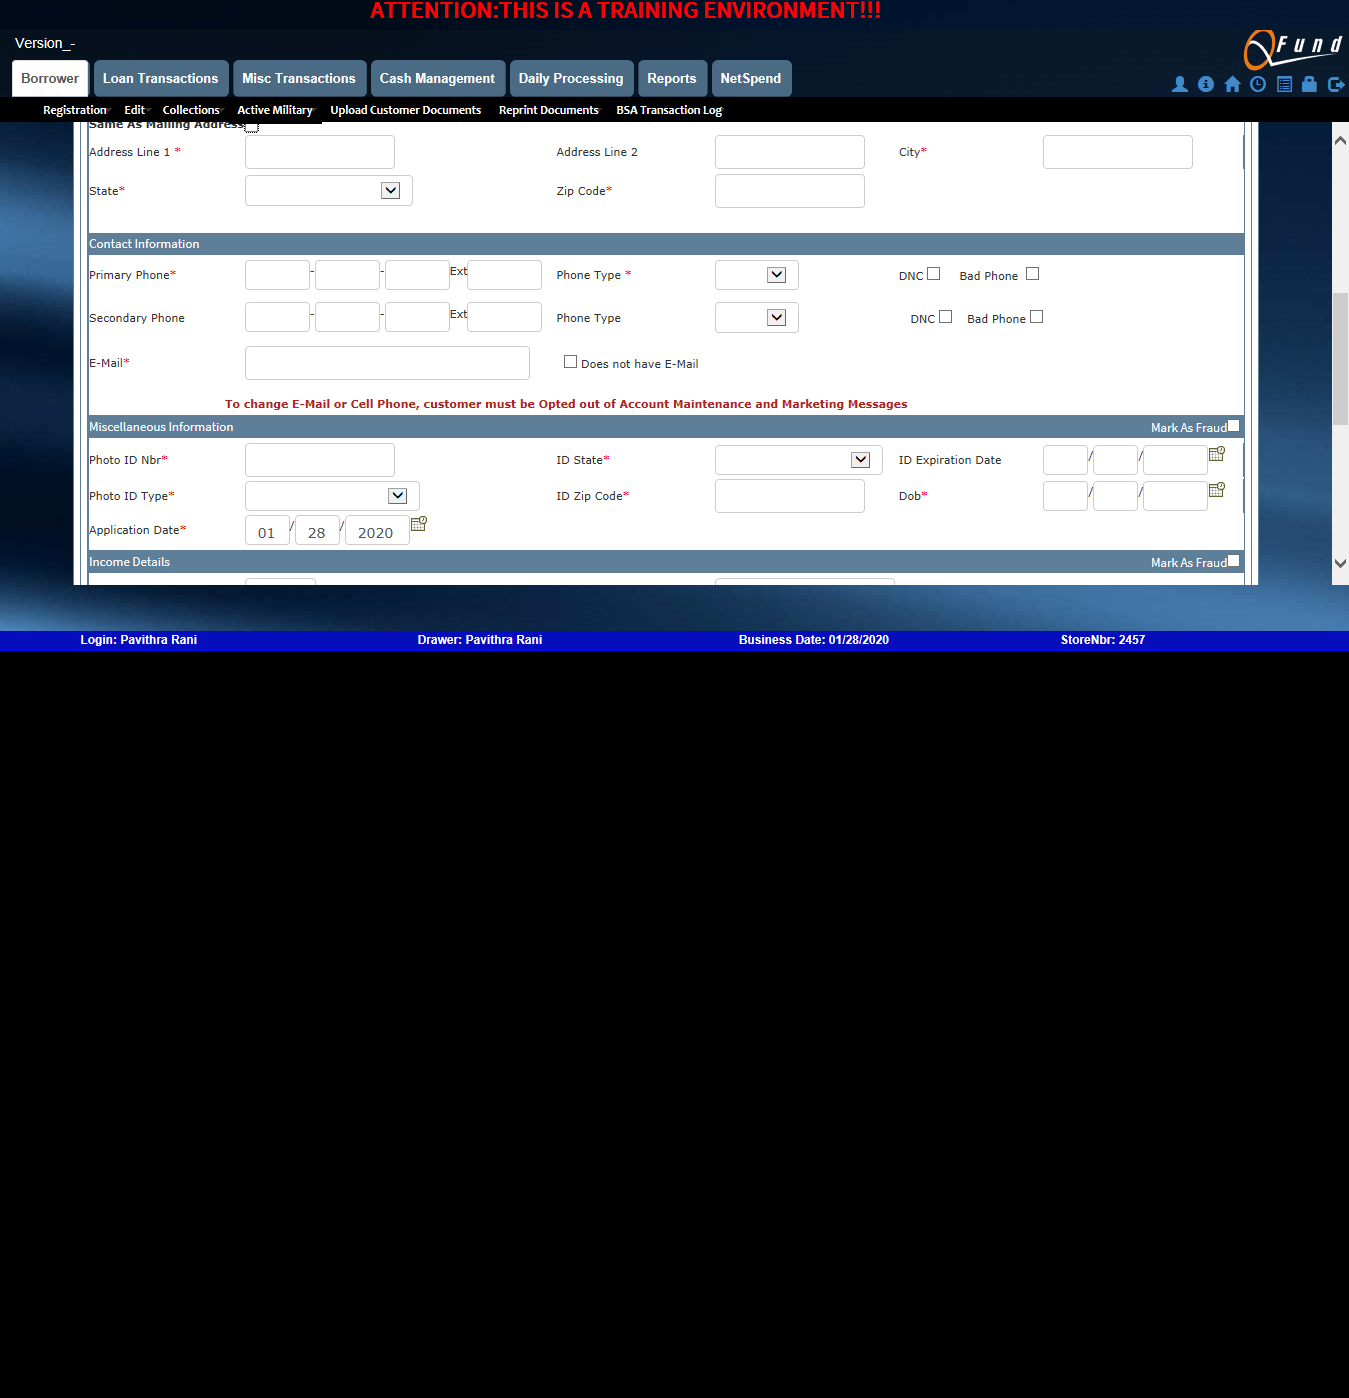 ATTENTION:THIS IS A TRAINING ENVIRONMENT!!!
Version_-
Fund
Borrower Loan Transactions Misc Transactions Cash Management Daily Processing Reports NetSpend
Registration Edit Collections Active Military Upload Customer Documents Reprint Documents BSA Transaction Log
Same As Mailing Address
Address Line 1 * Address Line 2 City*
State* Zip Code*
Contact Information
Primary Phone* - - Ext Phone Type * DNC Bad Phone
Secondary Phone - - Ext Phone Type DNC Bad Phone
E-Mail* Does not have E-Mail
To change E-Mail or Cell Phone, customer must be Opted out of Account Maintenance and Marketing Messages
Miscellaneous Information Mark As Fraud
Photo ID Nbr* ID State* ID Expiration Date / /
Photo ID Type* ID Zip Code* Dob* / /
Application Date* 01 / 28 / 2020
Income Details Mark As Fraud
Login: Pavithra Rani Drawer: Pavithra Rani Business Date: 01/28/2020 StoreNbr: 2457